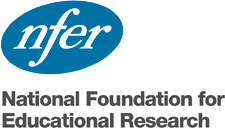 nfer
National Foundation for
Educational Research